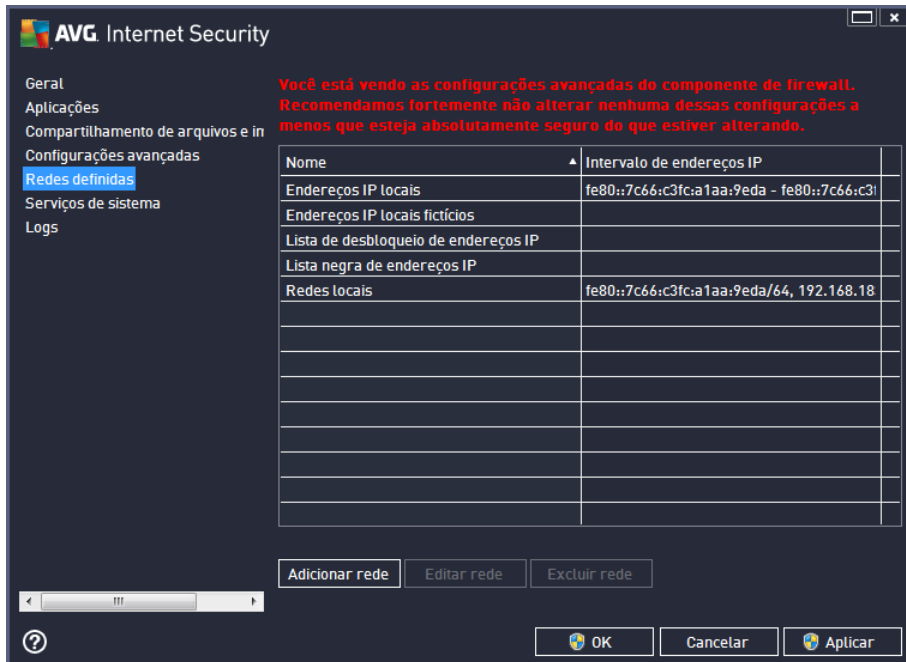 AVG. Internet Security
Geral
Aplicações
Compartilhamento de arquivos e im
Configurações avançadas
Redes definidas
Serviços de sistema
Logs
Você está vendo as configurações avançadas do componente de firewall.
Recomendamos fortemente não alterar nenhuma dessas configurações a
menos que esteja absolutamente seguro do que estiver alterando.
Nome Intervalo de endereços IP
Endereços IP locais fe80::7c66:c3fc:a1aa:9eda - fe80::7c66:c3f
Endereços IP locais fictícios
Lista de desbloqueio de endereços IP
Lista negra de endereços IP
Redes locais fe80::7c66:c3fc:a1aa:9eda/64, 192.168.18
Adicionar rede Editar rede Excluir rede
OK Cancelar Aplicar